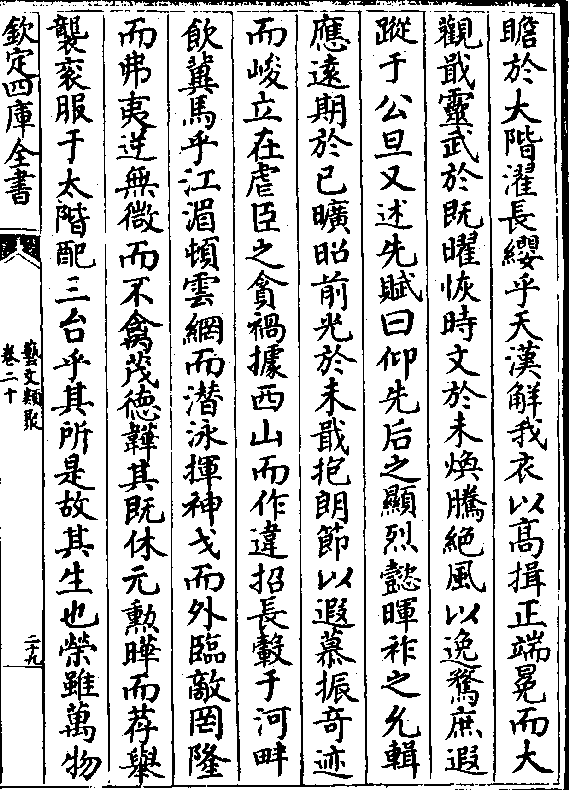 瞻於大階濯長纓乎天漢解我衣以高揖正端冕而大
觀戢靈武於既曜恢時文於未煥騰絶風以逸騖庶遐
蹤于公旦又述先賦曰仰先后之顯烈懿暉祚之允輯
應遠期於已曠昭前光於未戢抱朗節以遐慕振奇迹
而峻立在虐臣之貪禍據西山而作違招長轂于河畔
飲冀馬乎江湄頓雲網而潛泳揮神戈而外臨敵罔隆
而弗夷逆無微而不禽茂德韡其既休元勲曄而荐舉
襲衮服于太階配三台乎其所是故其生也榮雖萬物
欽定四庫全書
藝文類聚
卷二十
二十九